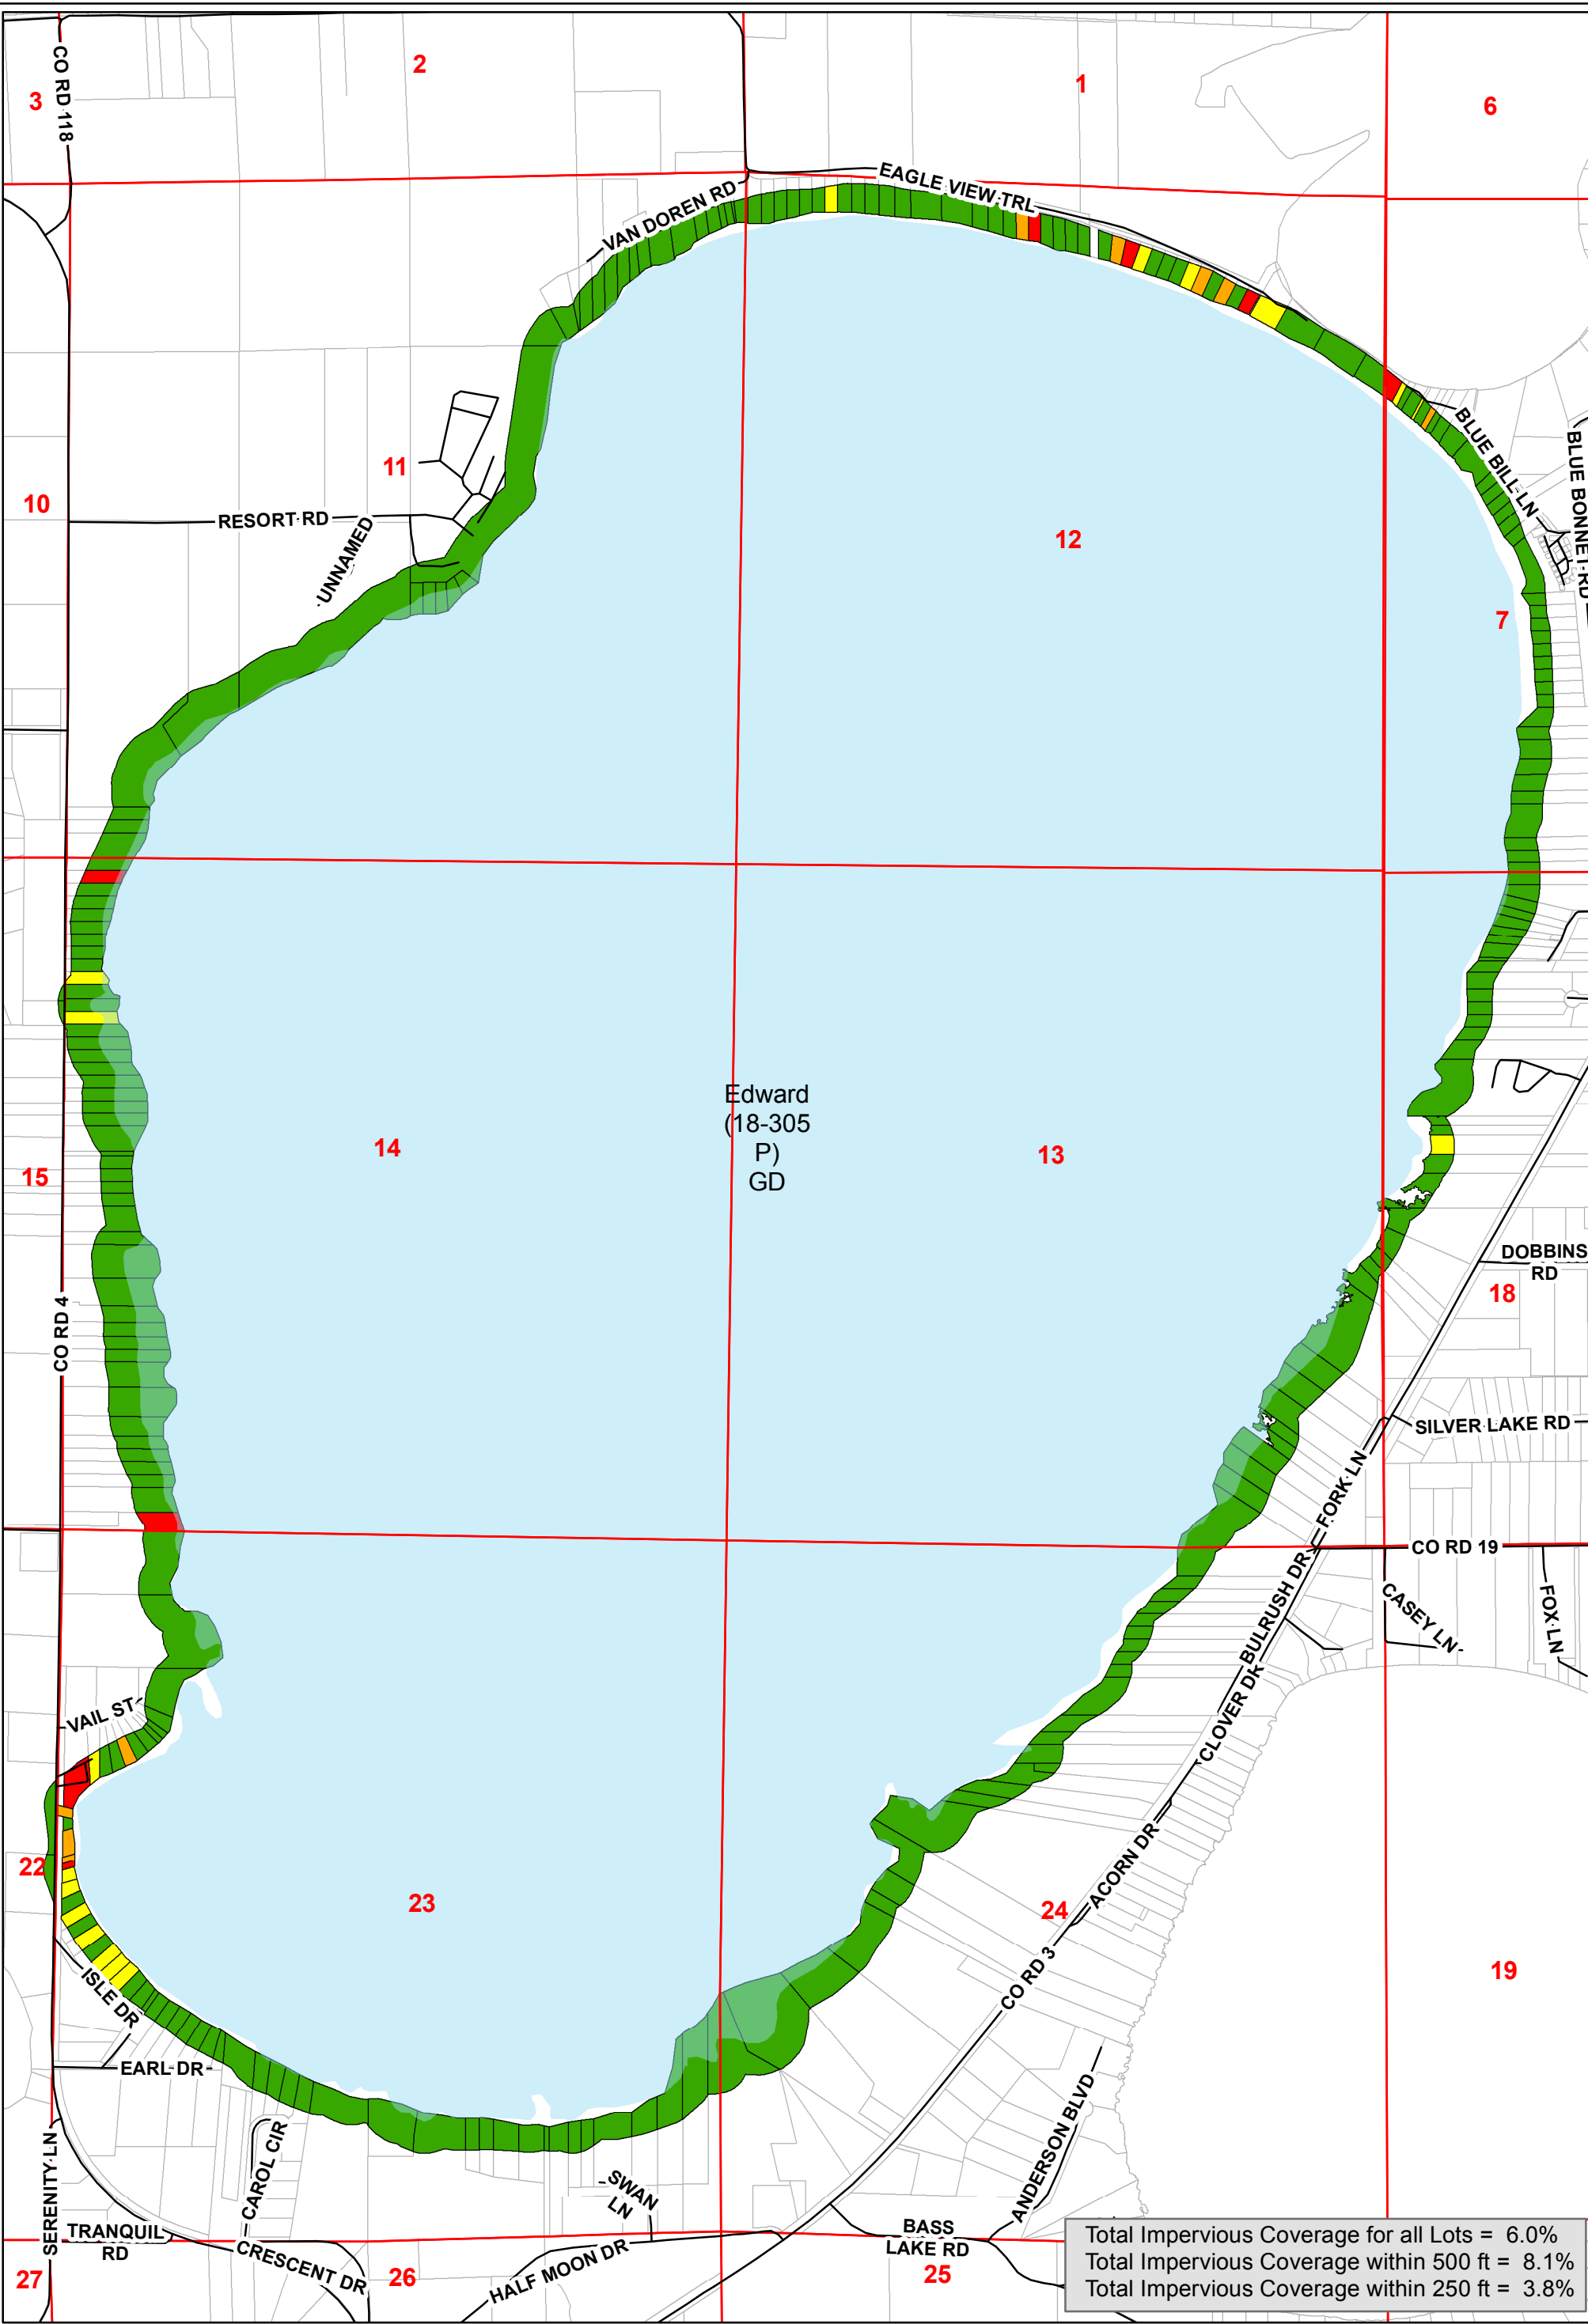 2
1
3
6
CO RD 118
EAGLE VIEW TRL
VAN DOREN RD
BLUE BILL LN
BLUE BONNET RD
11
10
RESORT RD
UNNAMED
12
7
Edward
(18-305
P)
GD
14
13
15
DOBBINS
RD
18
CO RD 4
SILVER LAKE RD
FORK LN
CO RD 19
BULRUSH DR
CASEY LN
FOX LN
CLOVER DR
VAIL ST
ACORN DR
22
23
24
CO RD 3
19
ISLE DR
EARL DR
ANDERSON BLVD
CAROL CIR
SERENITY LN
SWAN
LN
TRANQUIL
RD
BASS
LAKE RD
CRESCENT DR
HALF MOON DR
27
26
25
Total Impervious Coverage for all Lots = 6.0%
Total Impervious Coverage within 500 ft = 8.1%
Total Impervious Coverage within 250 ft = 3.8%